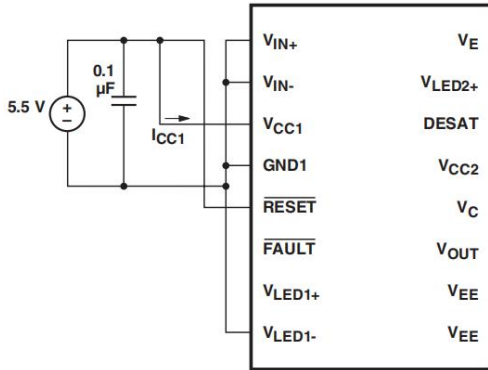 5.5 V
+
–
0.1
µF
ICC1
VIN+
VIN-
VCC1
GND1
RESET
FAULT
VLED1+
VLED1-
VE
VLED2+
DESAT
VCC2
VC
VOUT
VEE
VEE